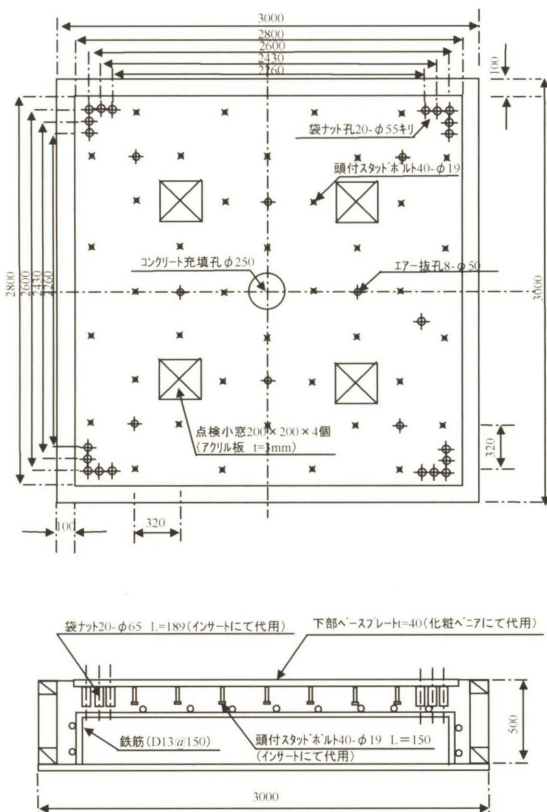 3000
2800
2600
2430
2260
100
袋ナット孔20-φ55キリ
頭付スタッドボルト40-φ19
コンクリート充填孔φ250
エアー抜孔8-φ50
2800
2600
2430
2260
3000
点検小窓200×200×4個
(アクリル板 t=3mm)
320
100
320
袋ナット20-φ65 L=189(インサートにて代用)
下部ベースプレートt=40(化粧ベニアにて代用)
鉄筋(D13@150)
頭付スタッドボルト40-φ19 L=150
(インサートにて代用)
500
3000